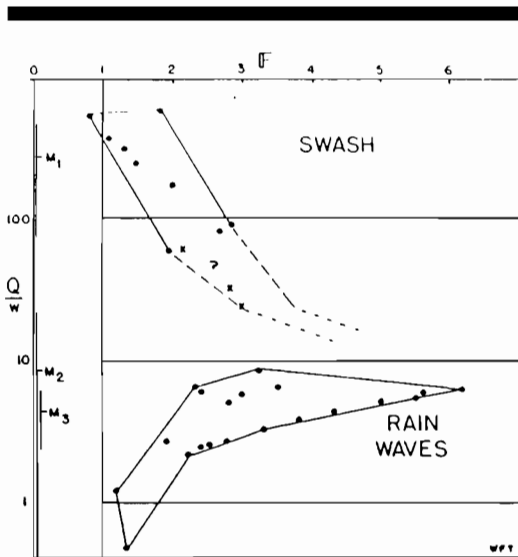 F
0 1 2 3 4 5 6
SWASH
M1
100
?
Q/w
10
M2
M3
RAIN
WAVES
1
WFT